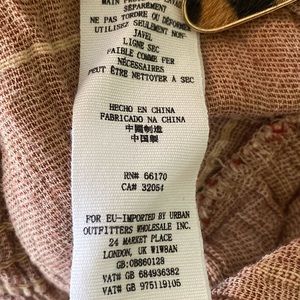 SÉPARÉMENT
NE PAS TORDRE OU DÉFORMER
UTILISEZ SEULEMENT NON-
JAVEL
LIGNE SEC
FAIBLE COMME FER
NÉCESSAIRES
PEUT ÊTRE NETTOYER A SEC
HECHO EN CHINA
FABRICADO NA CHINA
中國制造
中国製
RN# 66170
CA# 32054
FOR EU-IMPORTED BY URBAN
OUTFITTERS WHOLESALE INC.
24 MARKET PLACE
LONDON, UK W1W8AN
GB:OB860128
VAT# GB 684936382
VAT# GB 975119105